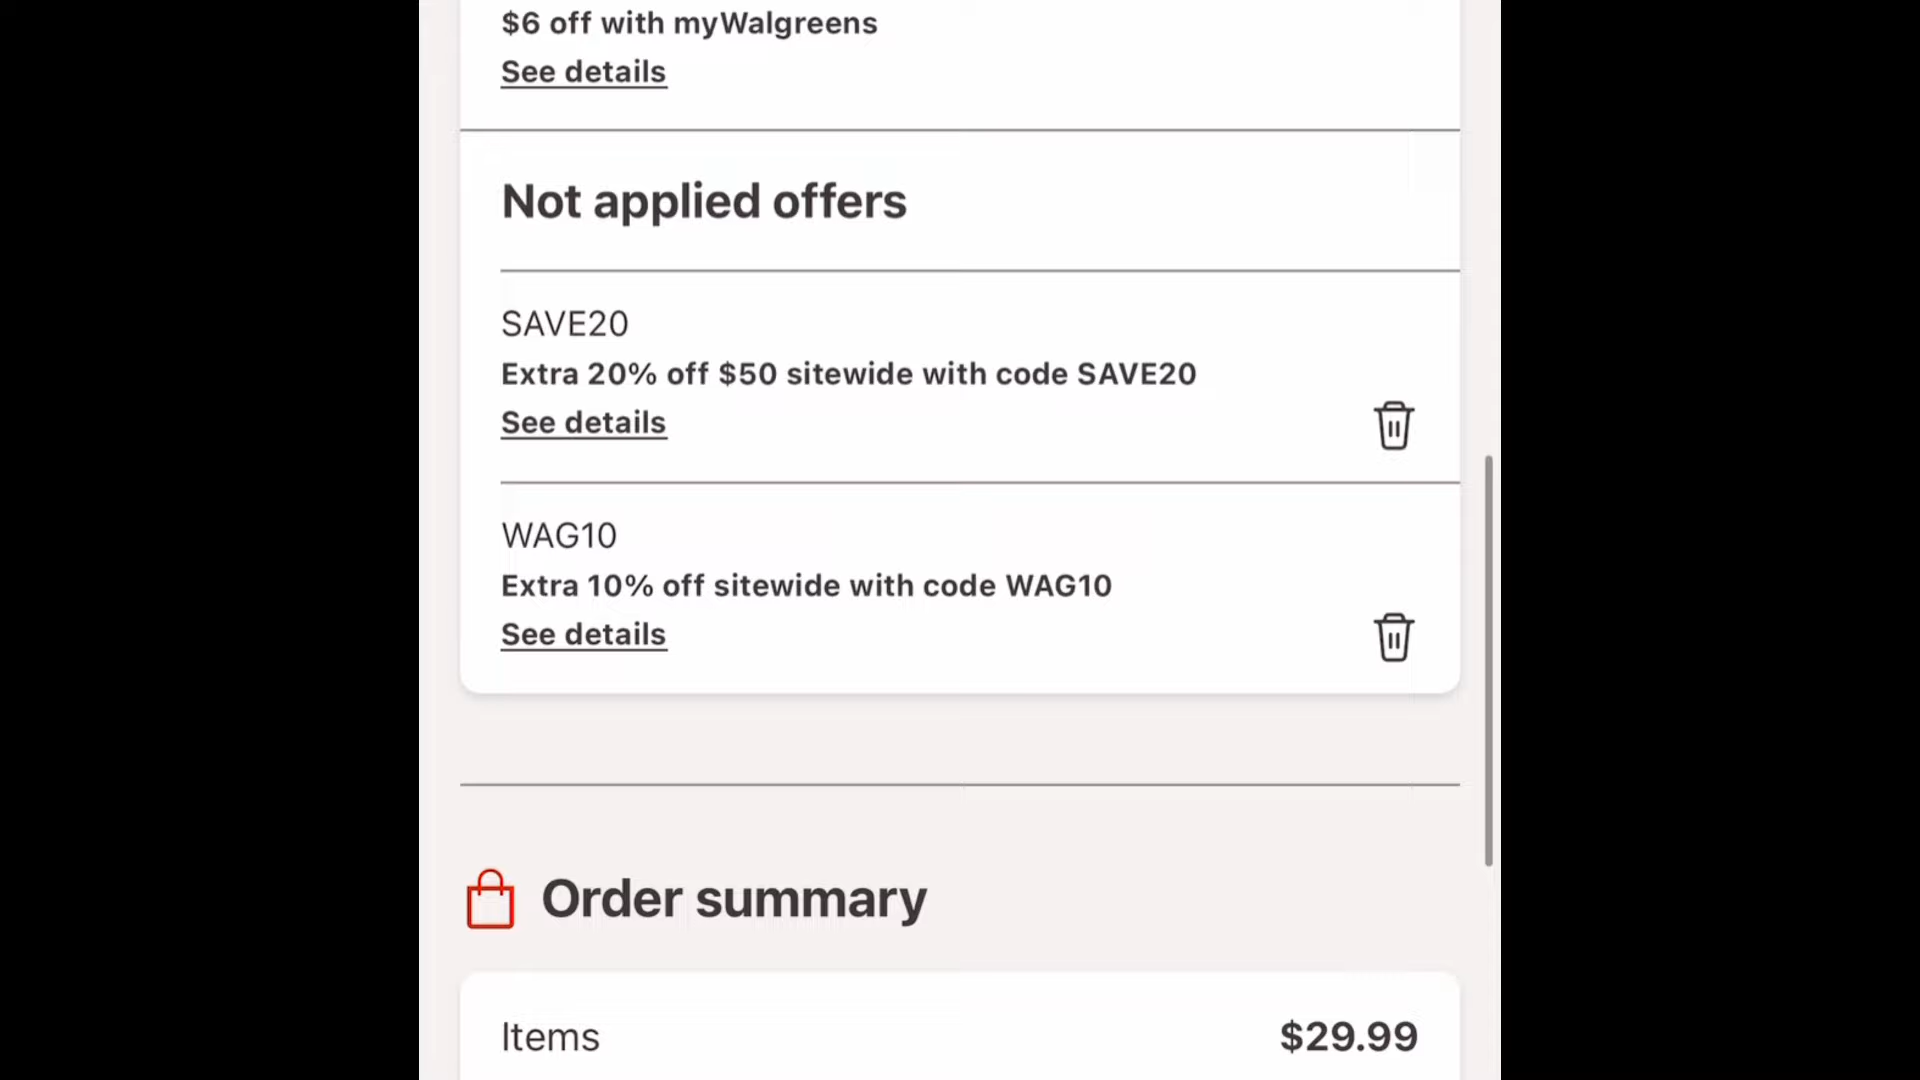 $6 off with myWalgreens
See details
Not applied offers
SAVE20
Extra 20% off $50 sitewide with code SAVE20
See details
WAG10
Extra 10% off sitewide with code WAG10
See details
Order summary
Items $29.99